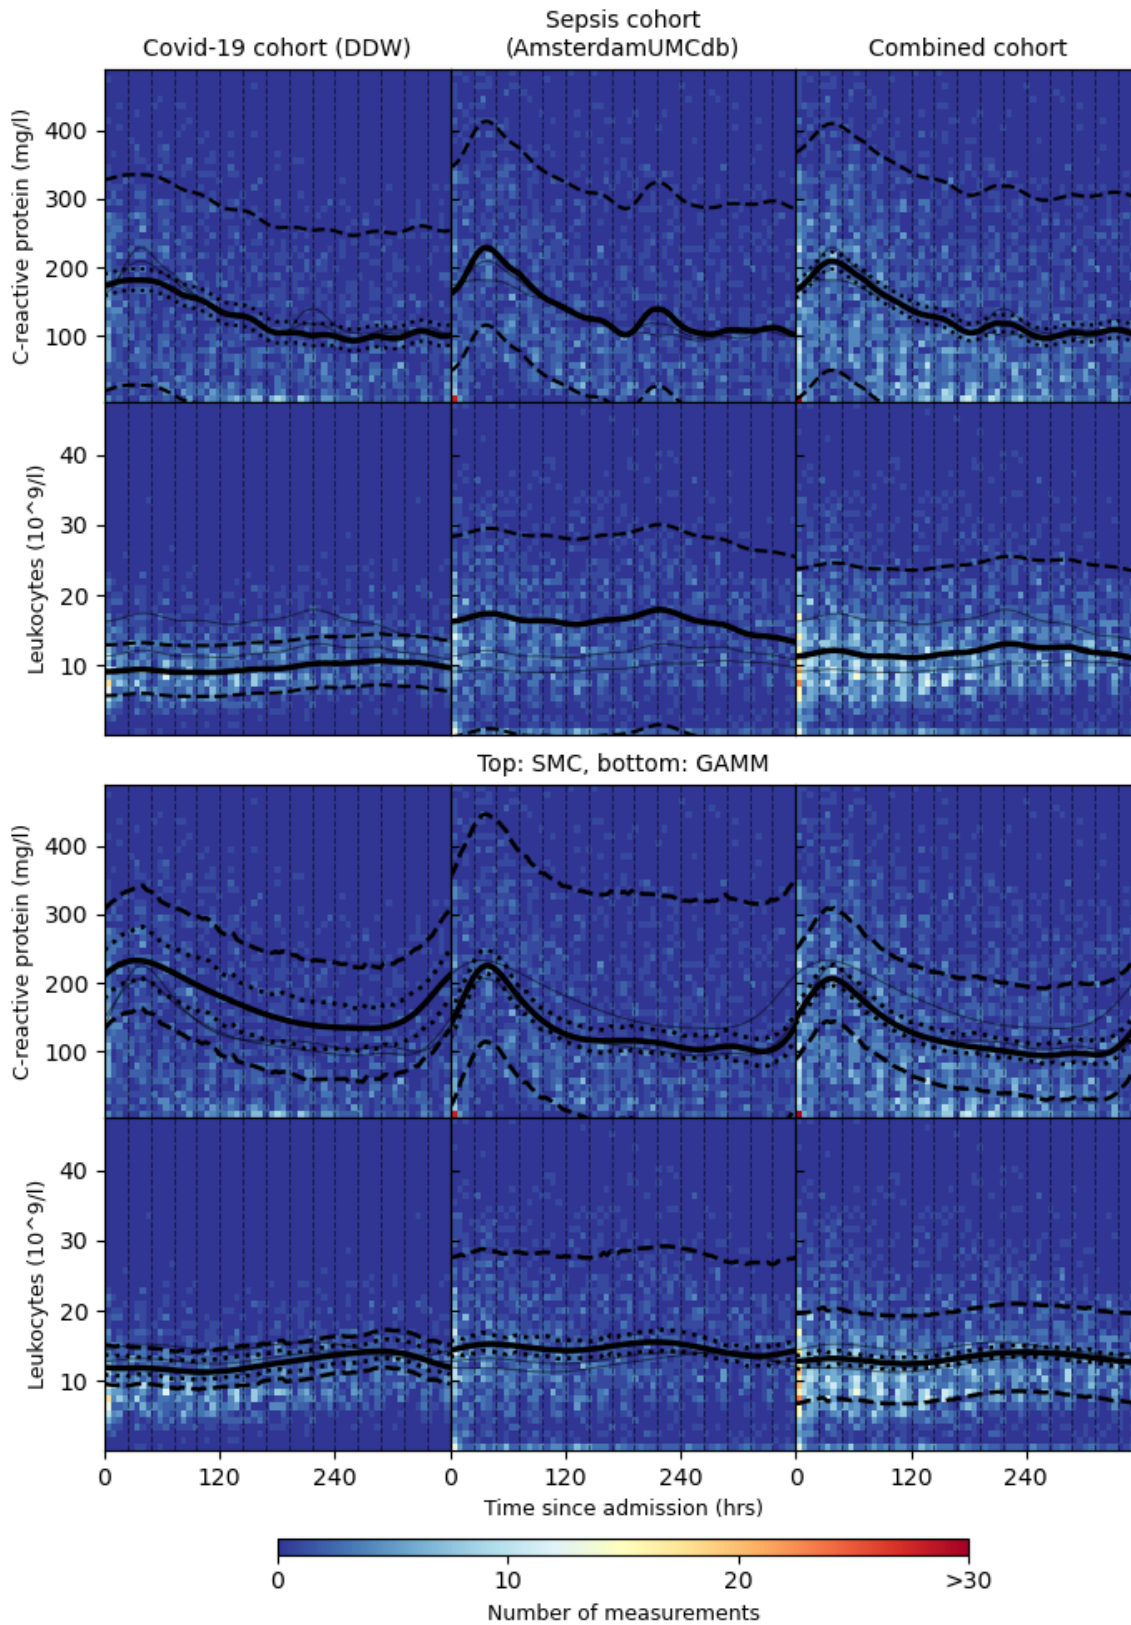 Sepsis cohort
Covid-19 cohort (DDW) (AmsterdamUMCdb) Combined cohort
C-reactive protein (mg/l)
400
300
200
100
Leukocytes (10^9/l)
40
30
20
10
Top: SMC, bottom: GAMM
C-reactive protein (mg/l)
400
300
200
100
Leukocytes (10^9/l)
40
30
20
10
0 120 240 0 120 240 0 120 240
Time since admission (hrs)
0 10 20 >30
Number of measurements